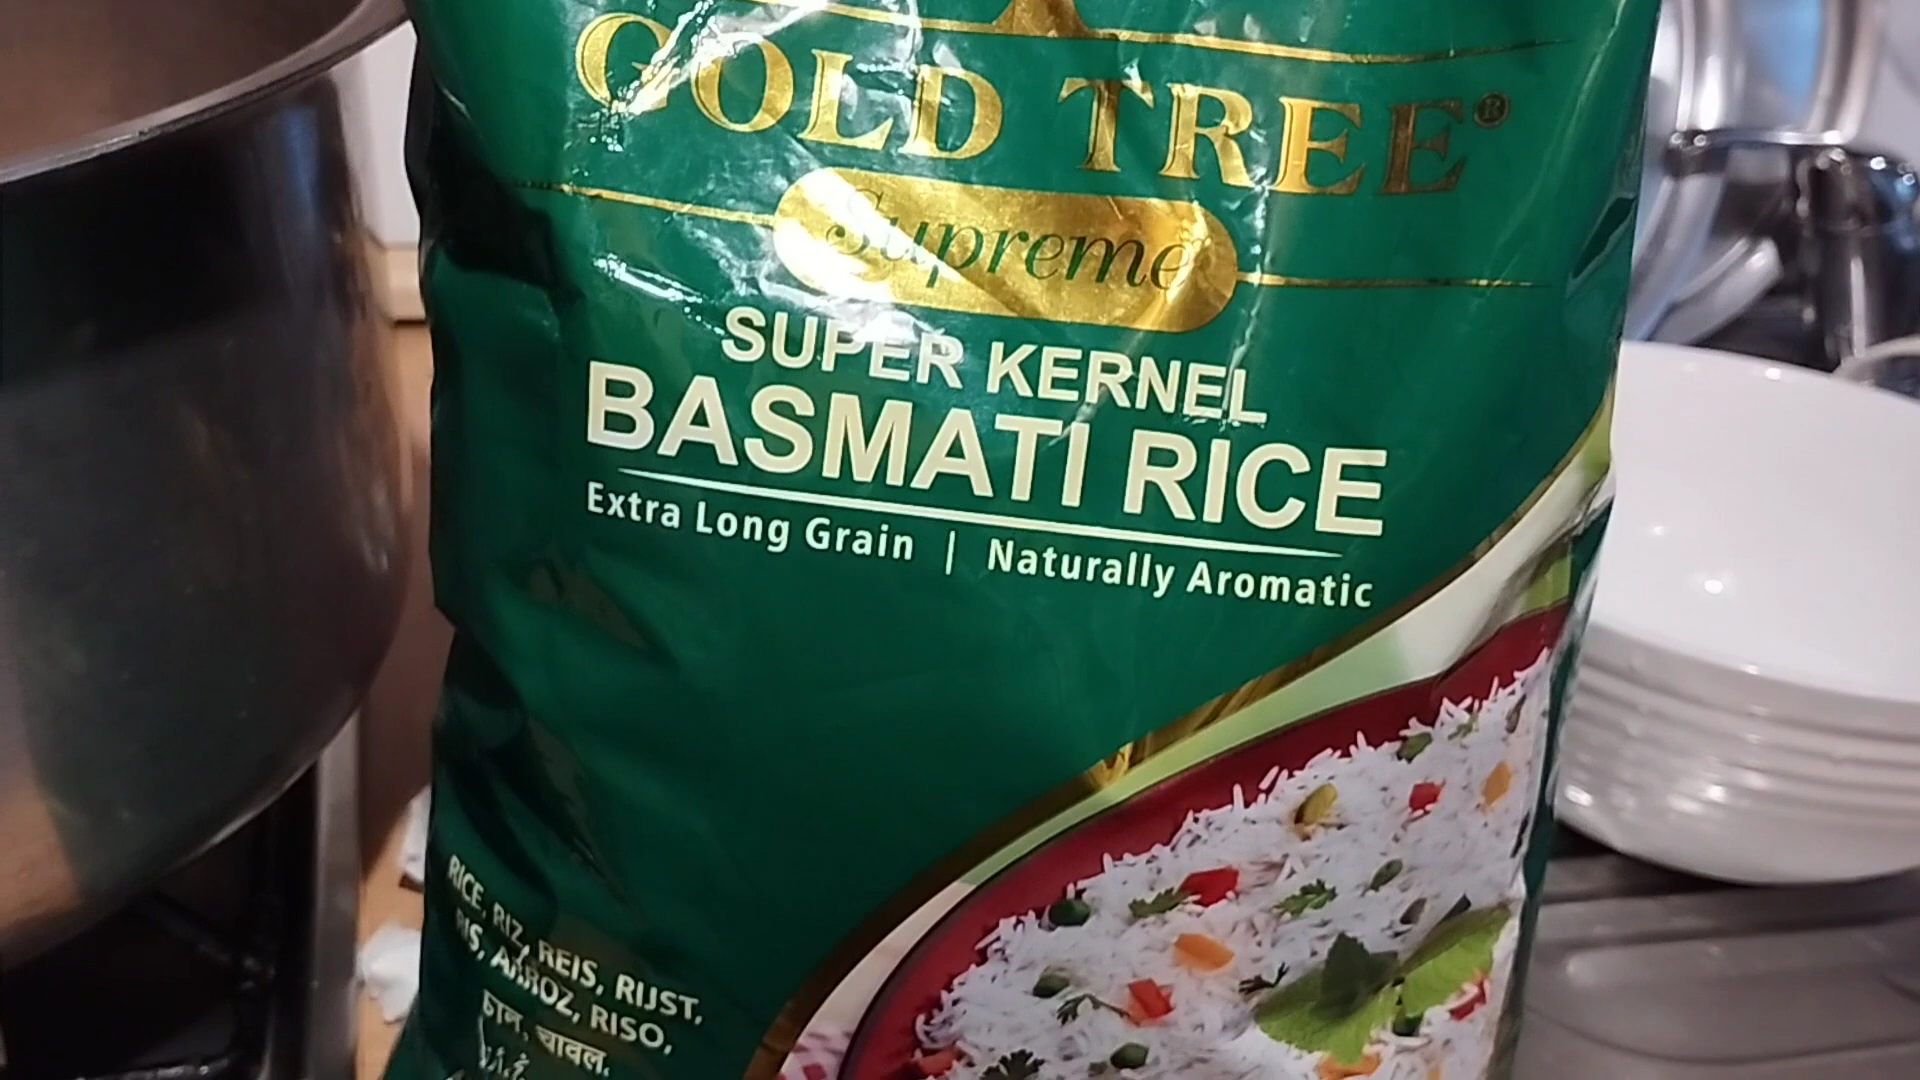 GOLD TREE®
Supreme
SUPER KERNEL
BASMATI RICE
Extra Long Grain | Naturally Aromatic
RICE, RIZ, REIS, RIJST,
RIS, ARROZ, RISO,
চাল, चावल,